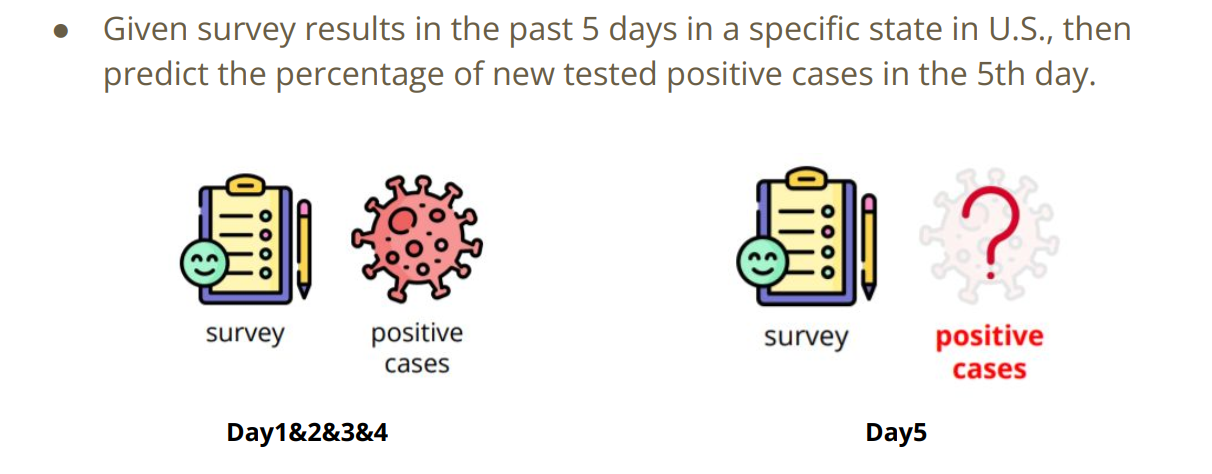 ● Given survey results in the past 5 days in a specific state in U.S., then
predict the percentage of new tested positive cases in the 5th day.
survey
positive
cases
survey
positive
cases
Day1&2&3&4
Day5